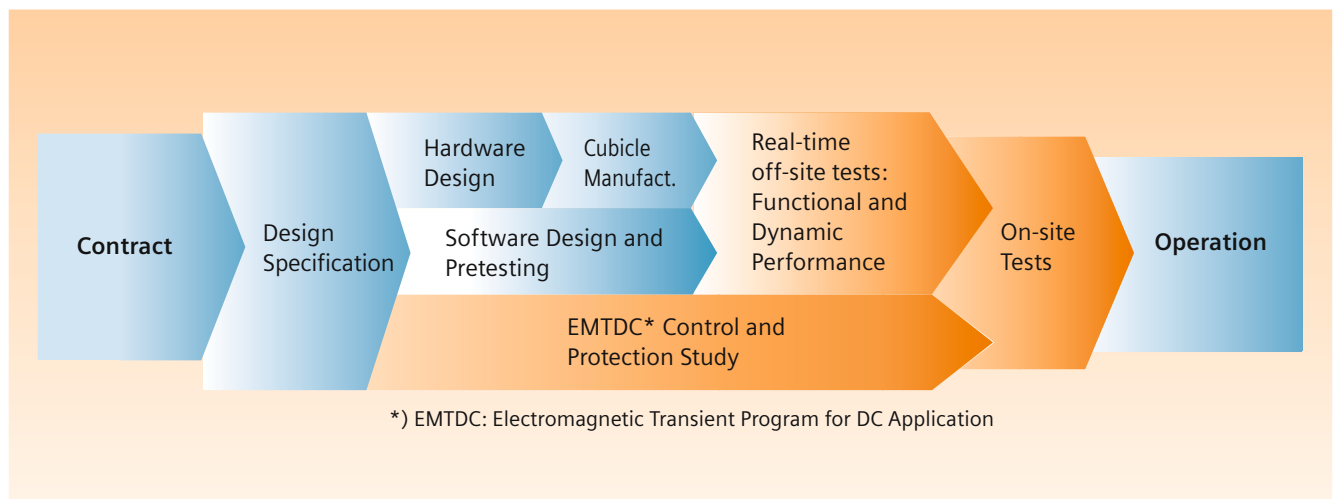 Contract
Design
Specification
Hardware
Design
Cubicle
Manufact.
Software Design and
Pretesting
EMTDC* Control and
Protection Study
Real-time
off-site tests:
Functional and
Dynamic
Performance
On-site
Tests
Operation
*) EMTDC: Electromagnetic Transient Program for DC Application